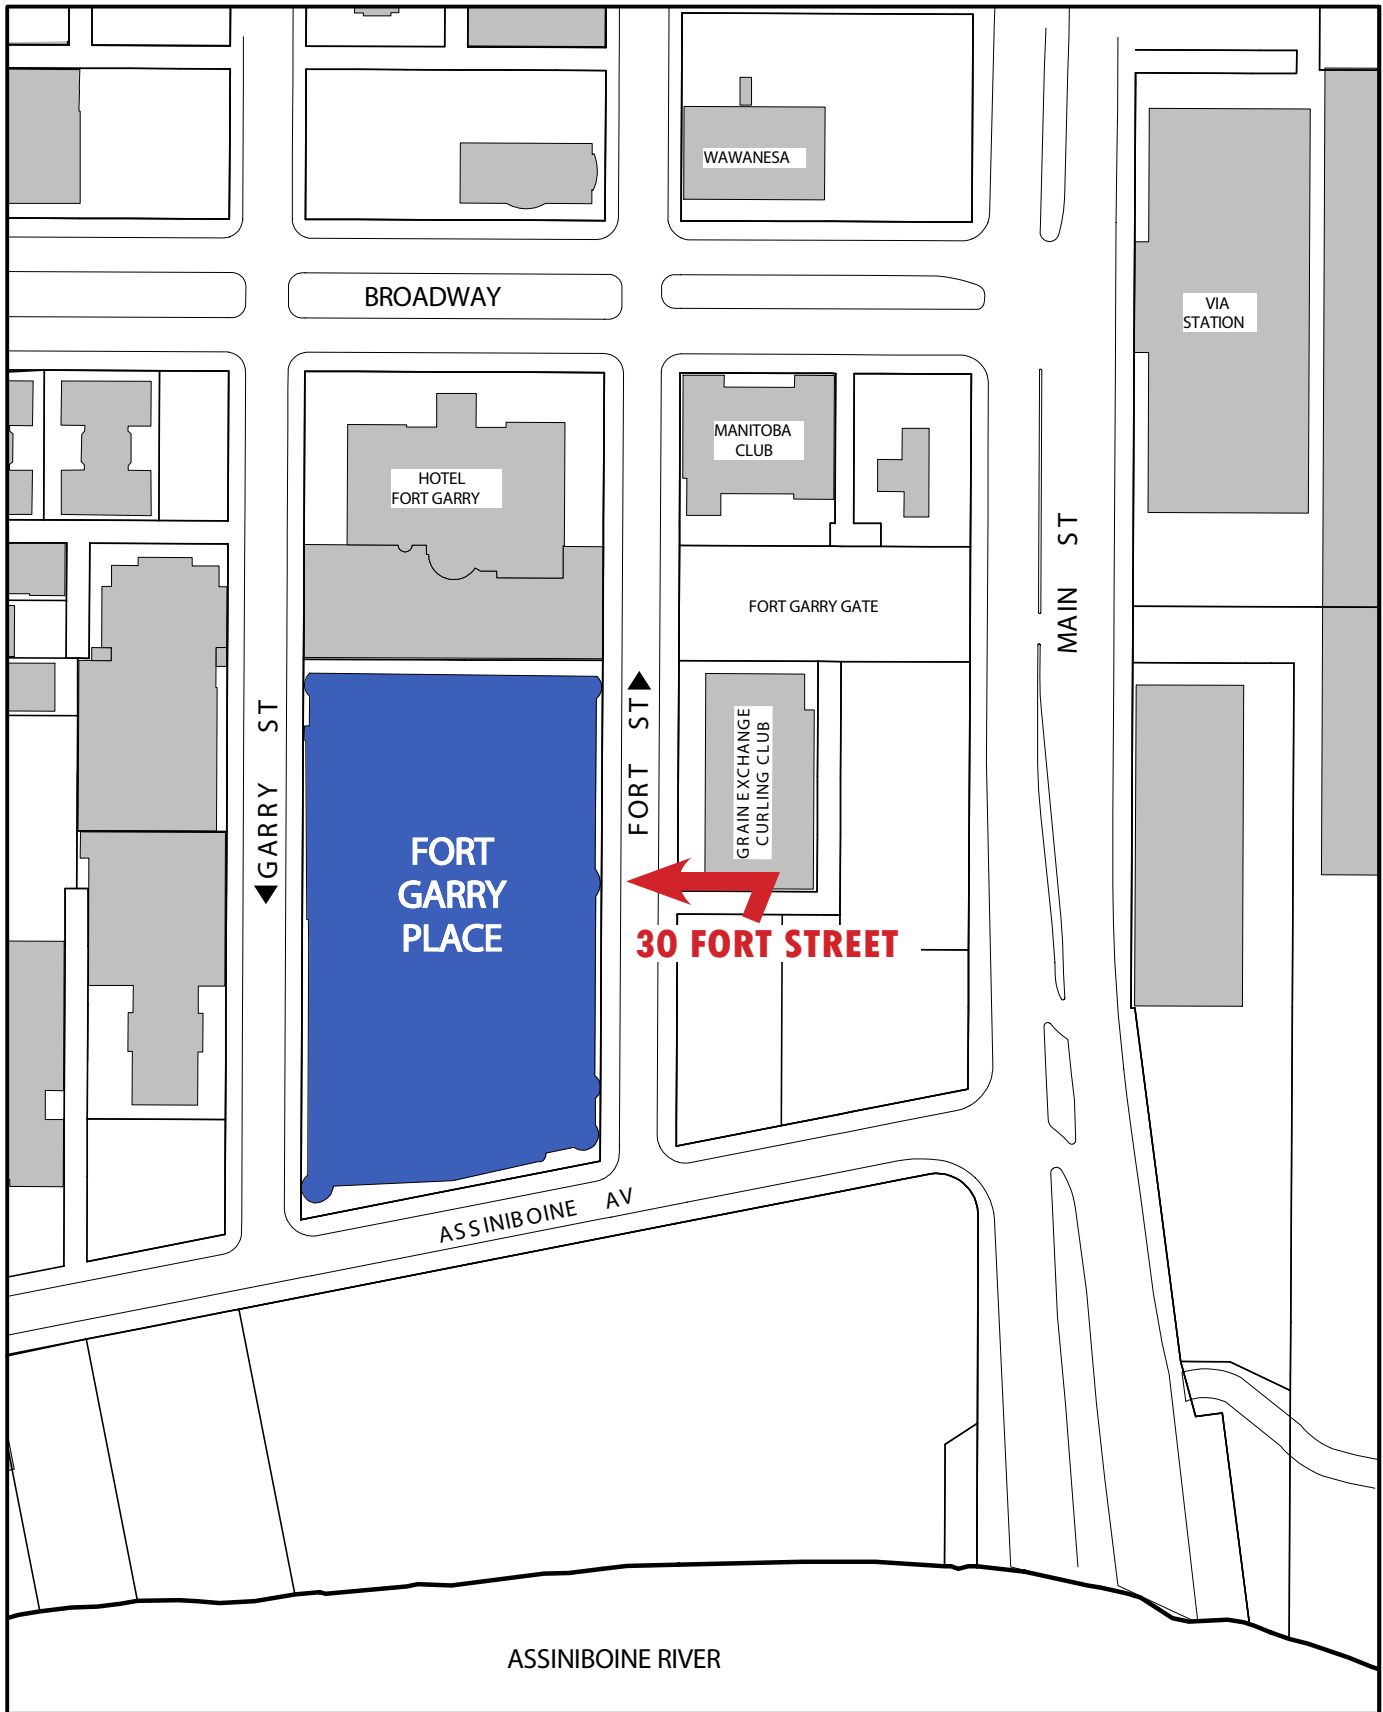 WAWANESA
BROADWAY
VIA
STATION
MANITOBA
CLUB
HOTEL
FORT GARRY
MAIN ST
FORT GARRY GATE
GARRY ST
FORT ST
GRAIN EXCHANGE
CURLING CLUB
FORT
GARRY
PLACE
30 FORT STREET
ASSINIBOINE AV
ASSINIBOINE RIVER